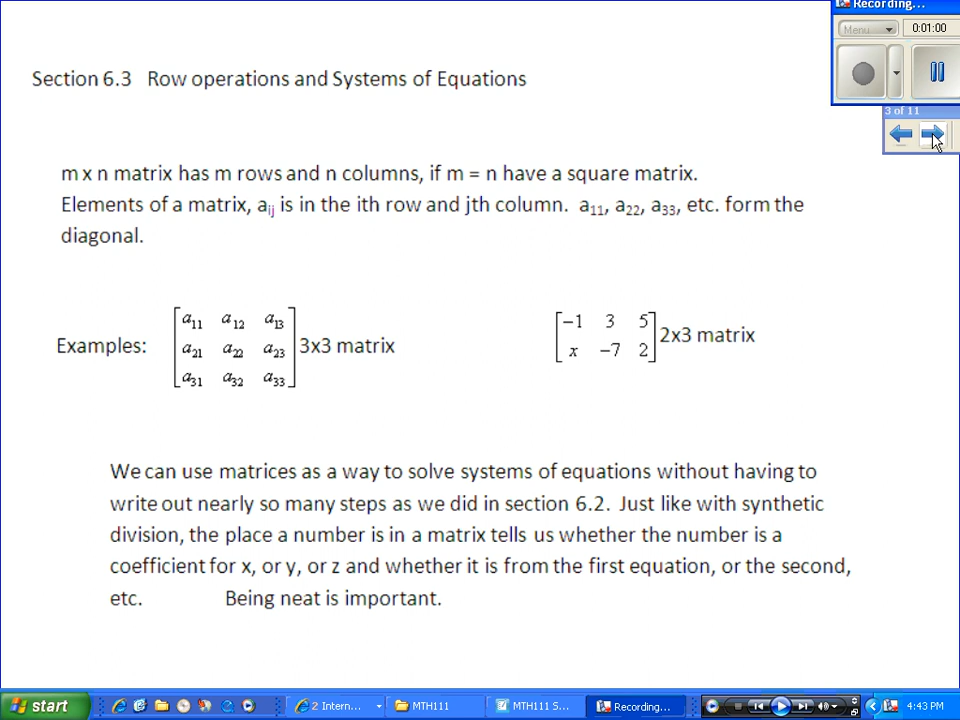 Recording...
Menu 0:01:00
3 of 11
Section 6.3 Row operations and Systems of Equations
m x n matrix has m rows and n columns, if m = n have a square matrix.
Elements of a matrix, aij is in the ith row and jth column. a11, a22, a33, etc. form the
diagonal.
Examples:
a11 a12 a13
a21 a22 a23
a31 a32 a33
3x3 matrix
−1 3 5
x −7 2
2x3 matrix
We can use matrices as a way to solve systems of equations without having to
write out nearly so many steps as we did in section 6.2. Just like with synthetic
division, the place a number is in a matrix tells us whether the number is a
coefficient for x, or y, or z and whether it is from the first equation, or the second,
etc. Being neat is important.
start 2 Intern... MTH111 MTH111 S... Recording... 4:43 PM